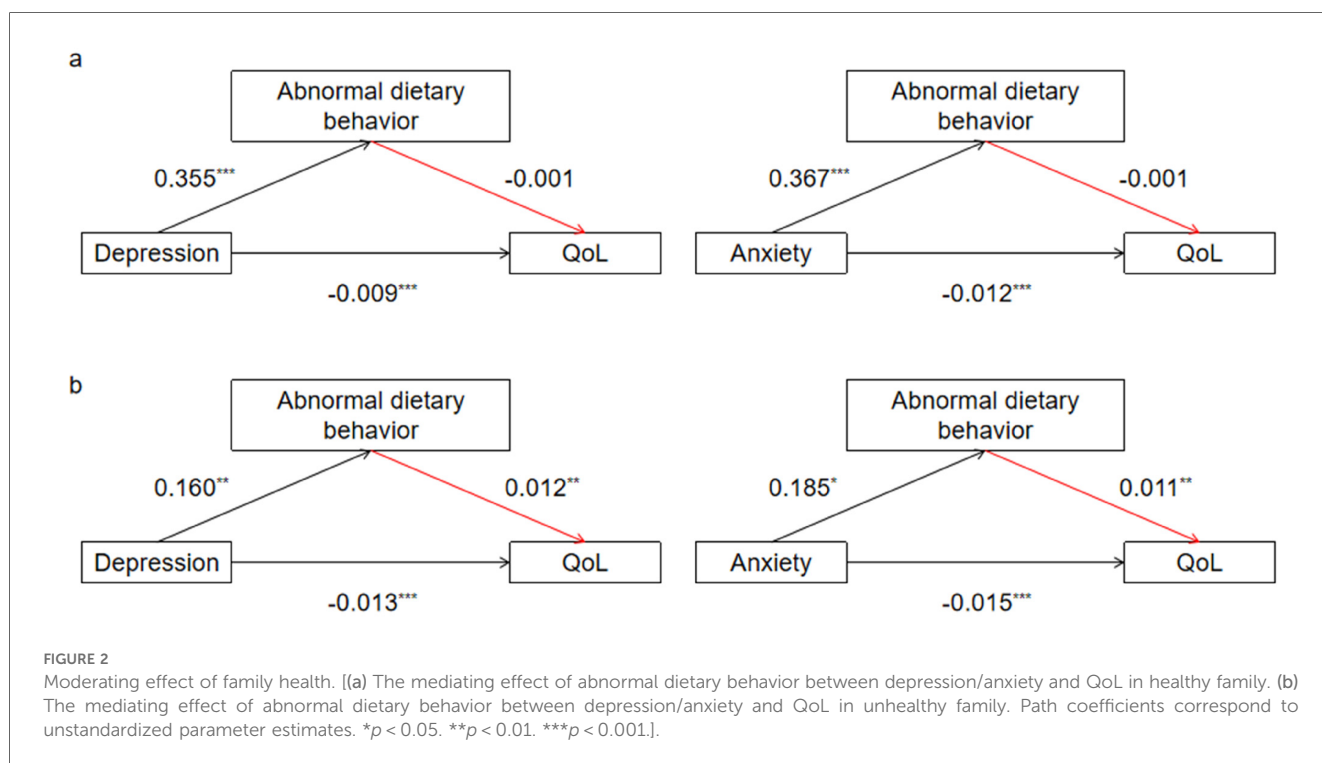 a
Abnormal dietary
behavior
0.355***
-0.001
Depression
QoL
-0.009***
Abnormal dietary
behavior
0.367***
-0.001
Anxiety
QoL
-0.012***
b
Abnormal dietary
behavior
0.160**
0.012**
Depression
QoL
-0.013***
Abnormal dietary
behavior
0.185*
0.011**
Anxiety
QoL
-0.015***
FIGURE 2
Moderating effect of family health. [(a) The mediating effect of abnormal dietary behavior between depression/anxiety and QoL in healthy family. (b)
The mediating effect of abnormal dietary behavior between depression/anxiety and QoL in unhealthy family. Path coefficients correspond to
unstandardized parameter estimates. *p < 0.05. **p < 0.01. ***p < 0.001.].